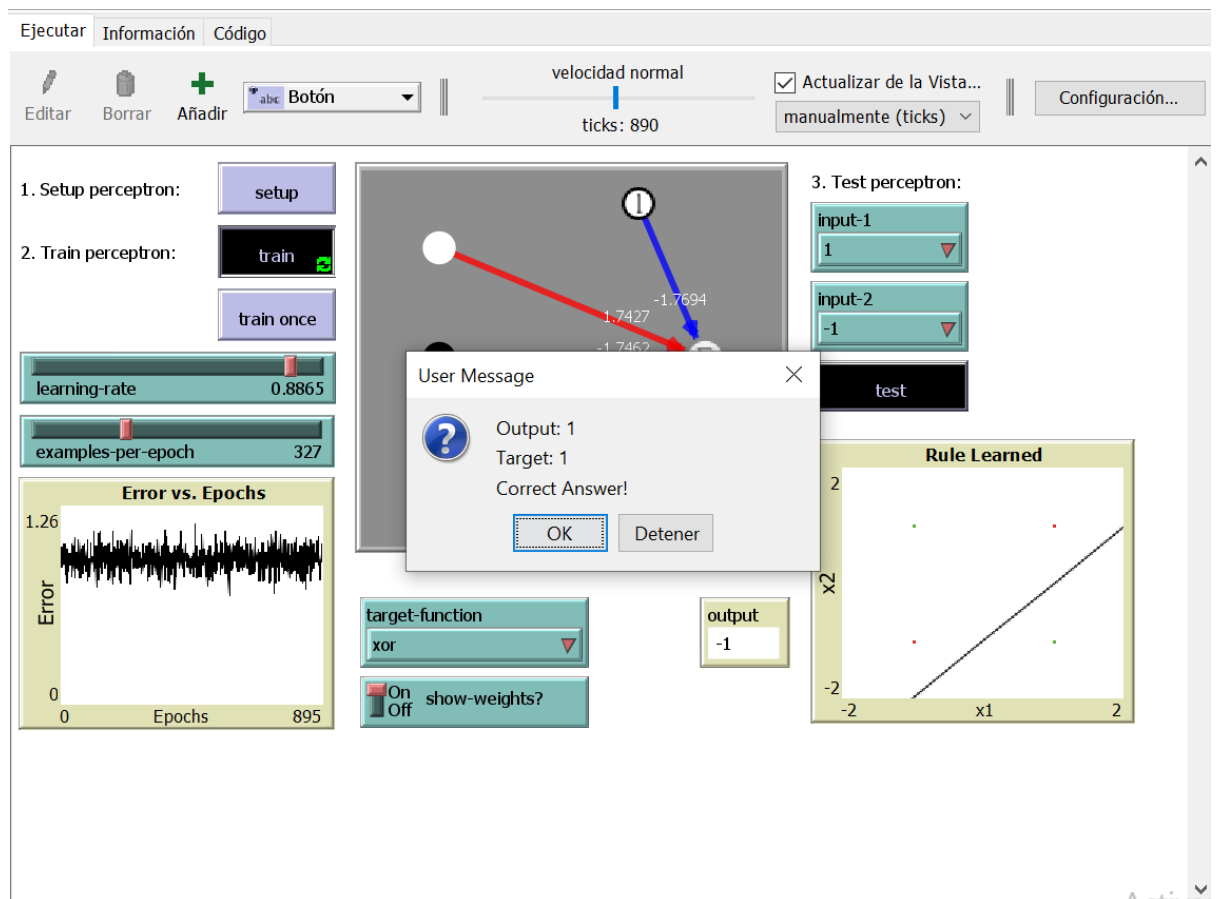 Ejecutar Información Código
Editar Borrar Añadir abc Botón
velocidad normal
ticks: 890
Actualizar de la Vista...
manualmente (ticks)
Configuración...
1. Setup perceptron:
setup
2. Train perceptron:
train
train once
learning-rate 0.8865
examples-per-epoch 327
Error vs. Epochs
1.26
Error
0
0 Epochs 895
1
-1.7694
1.7427
-1.7462
User Message
Output: 1
Target: 1
Correct Answer!
OK Detener
target-function
xor
On
Off
show-weights?
output
-1
3. Test perceptron:
input-1
1
input-2
-1
test
Rule Learned
2
x2
-2
-2 x1 2